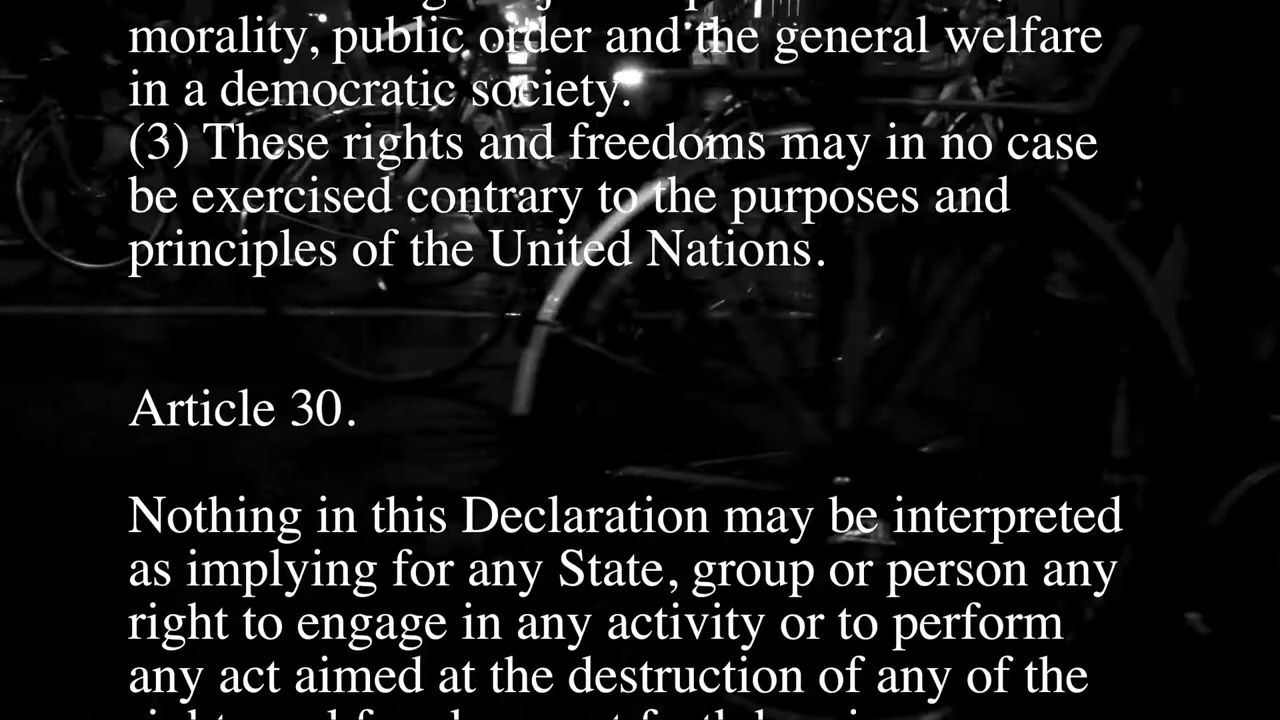 morality, public order and the general welfare
in a democratic society.
(3) These rights and freedoms may in no case
be exercised contrary to the purposes and
principles of the United Nations.
Article 30.
Nothing in this Declaration may be interpreted
as implying for any State, group or person any
right to engage in any activity or to perform
any act aimed at the destruction of any of the